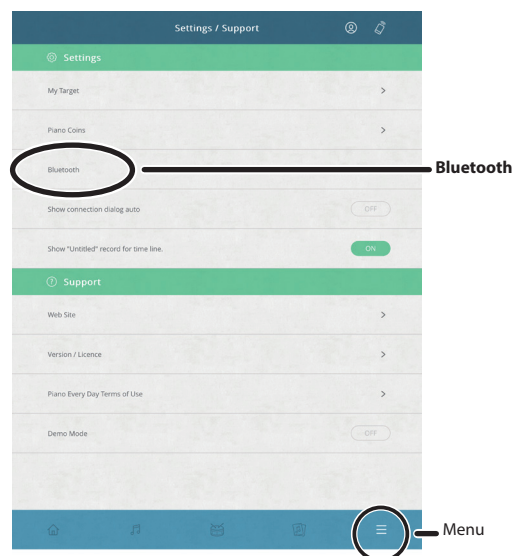 Settings / Support
Settings
My Target
Piano Coins
Bluetooth
Bluetooth
Show connection dialog auto
OFF
Show "Untitled" record for time line.
ON
Support
Web Site
Version / Licence
Piano Every Day Terms of Use
Demo Mode
OFF
Menu